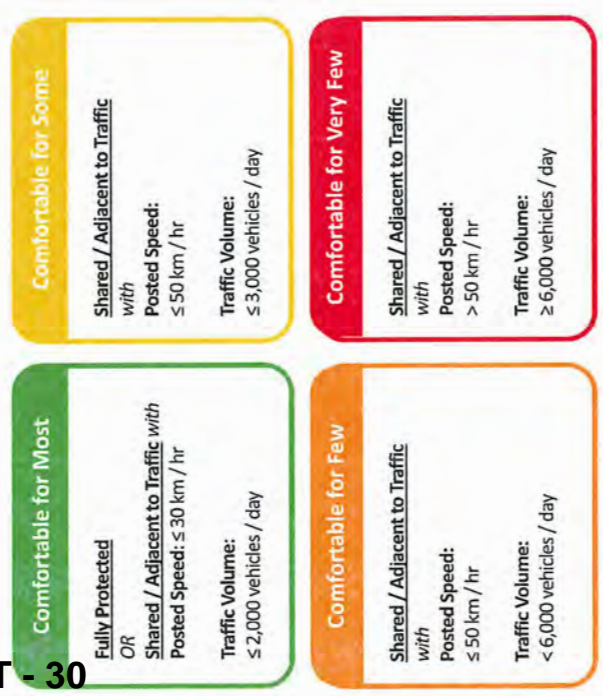 Comfortable for Most
Fully Protected
OR
Shared / Adjacent to Traffic with
Posted Speed: ≤ 30 km / hr
Traffic Volume:
≤ 2,000 vehicles / day
Comfortable for Some
Shared / Adjacent to Traffic
with
Posted Speed:
≤ 50 km / hr
Traffic Volume:
≤ 3,000 vehicles / day
Comfortable for Few
Shared / Adjacent to Traffic
with
Posted Speed:
≤ 50 km / hr
Traffic Volume:
< 6,000 vehicles / day
Comfortable for Very Few
Shared / Adjacent to Traffic
with
Posted Speed:
> 50 km / hr
Traffic Volume:
≥ 6,000 vehicles / day
T - 30